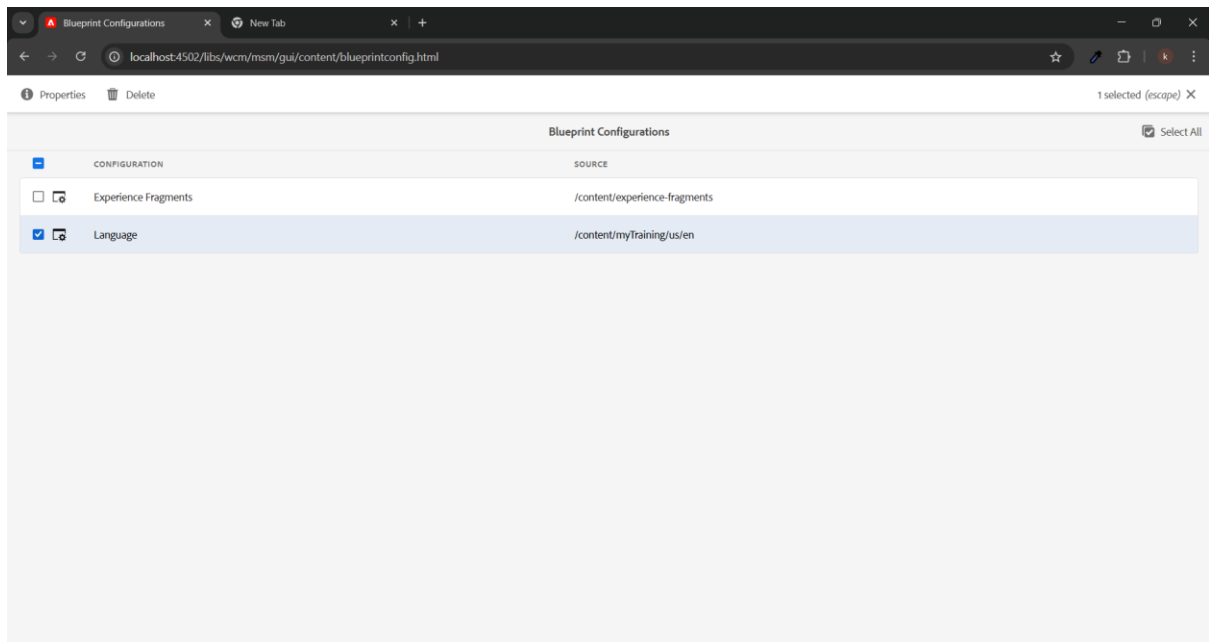 Blueprint Configurations New Tab
localhost:4502/libs/wcm/msm/gui/content/blueprintconfig.html k
Properties Delete 1 selected (escape)
Blueprint Configurations Select All
CONFIGURATION SOURCE
Experience Fragments /content/experience-fragments
Language /content/myTraining/us/en